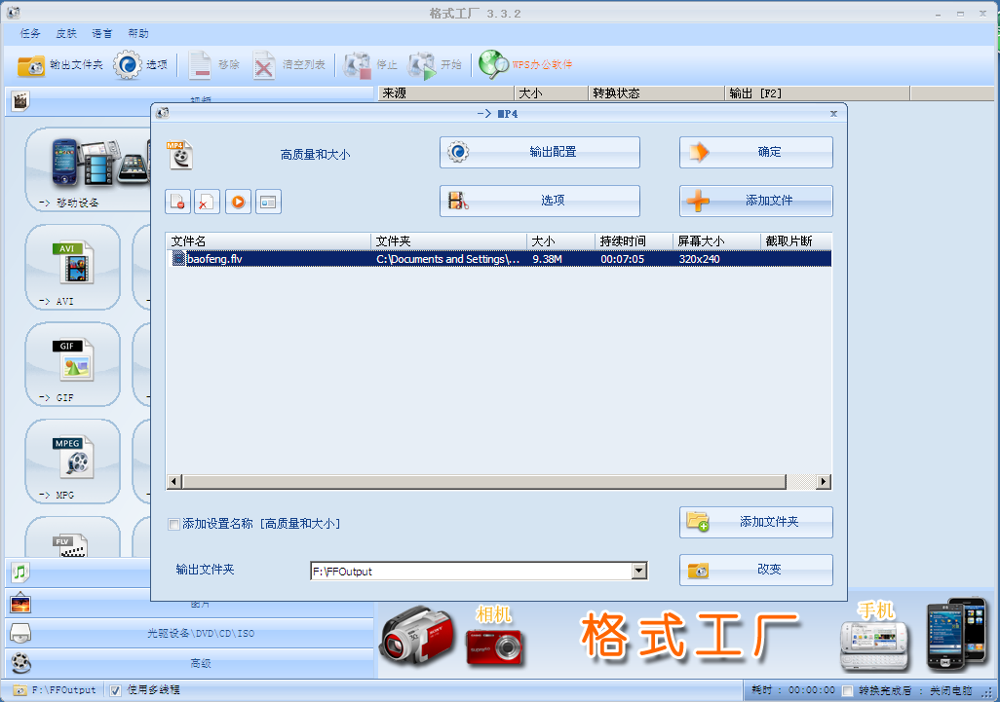 格式工厂 3.3.2
任务 皮肤 语言 帮助
输出文件夹 选项 移除 清空列表 停止 开始 WPS办公软件
来源 大小 转换状态 输出 [F2]
-> MP4
MP4 高质量和大小 输出配置 确定
选项 添加文件
文件名 文件夹 大小 持续时间 屏幕大小 截取片断
baofeng.flv C:\Documents and Settings\... 9.38M 00:07:05 320x240
-> 移动设备
AVI
-> AVI
GIF
-> GIF
MPEG
-> MPG
FLV
添加设置名称 [高质量和大小] 添加文件夹
输出文件夹 F:\FFOutput 改变
图片
光驱设备\DVD\CD\ISO
高级
相机 格式工厂 手机
F:\FFOutput 使用多线程 耗时 : 00:00:00 转换完成后 : 关闭电脑